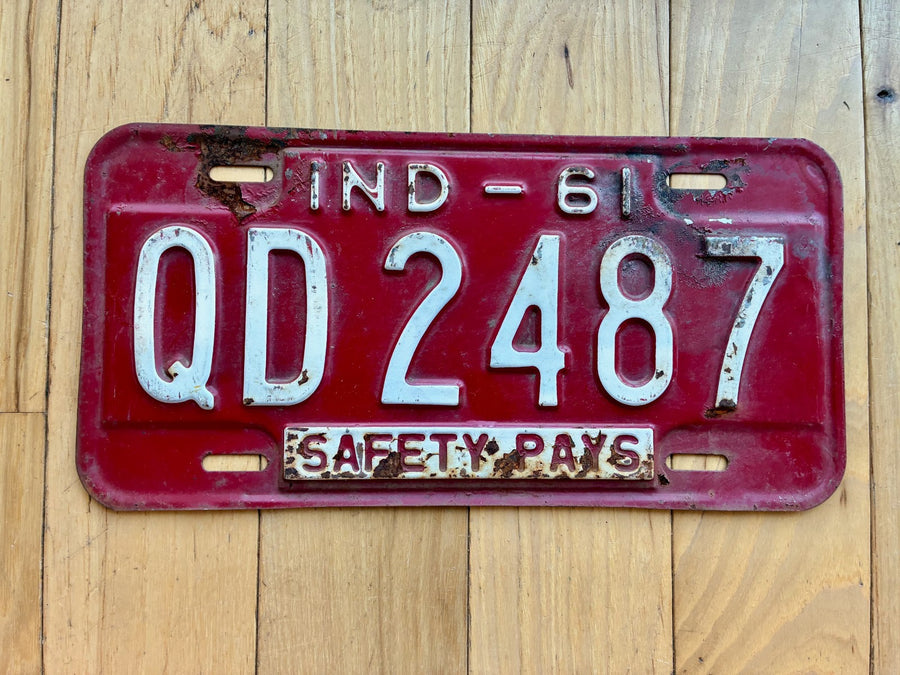 IND - 61
QD 2487
SAFETY PAYS